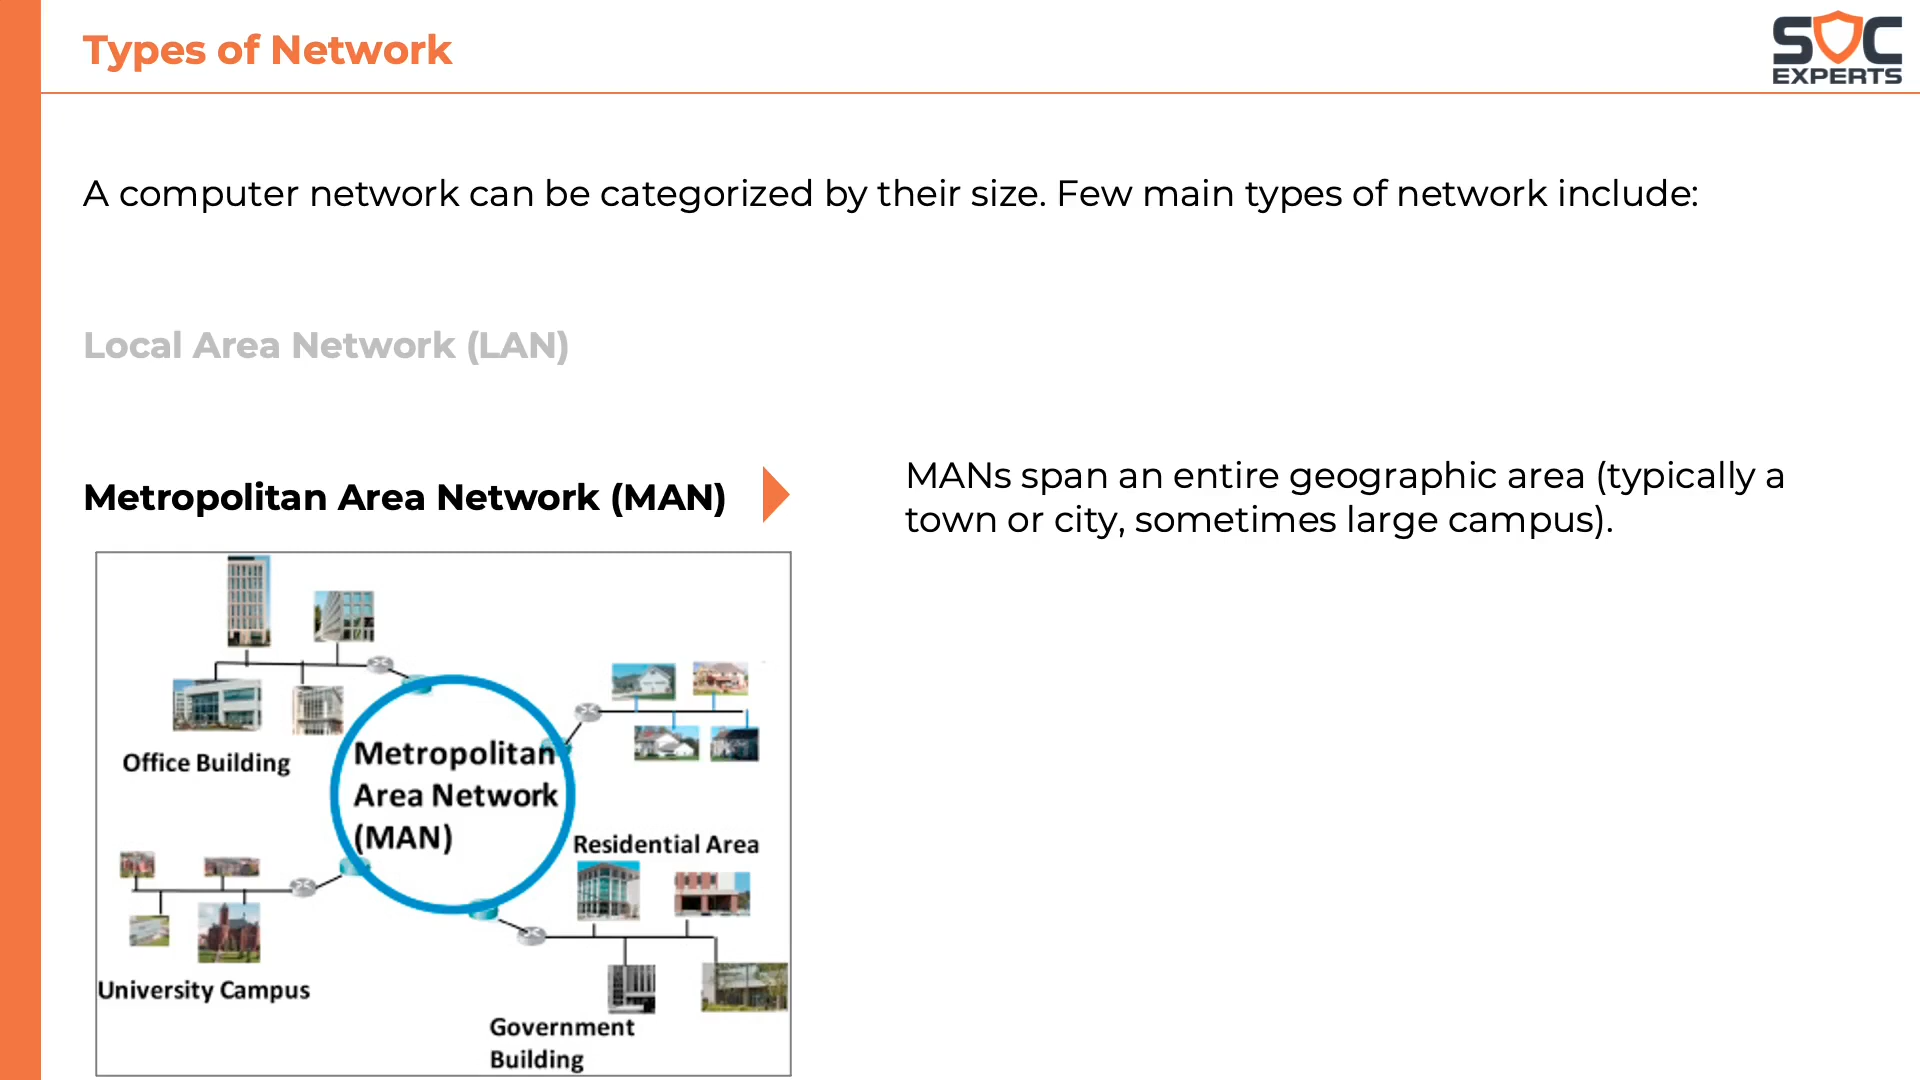 Types of Network
SOC
EXPERTS
A computer network can be categorized by their size. Few main types of network include:
Local Area Network (LAN)
Metropolitan Area Network (MAN)
MANs span an entire geographic area (typically a
town or city, sometimes large campus).
Office Building
Metropolitan
Area Network
(MAN)
Residential Area
University Campus
Government
Building